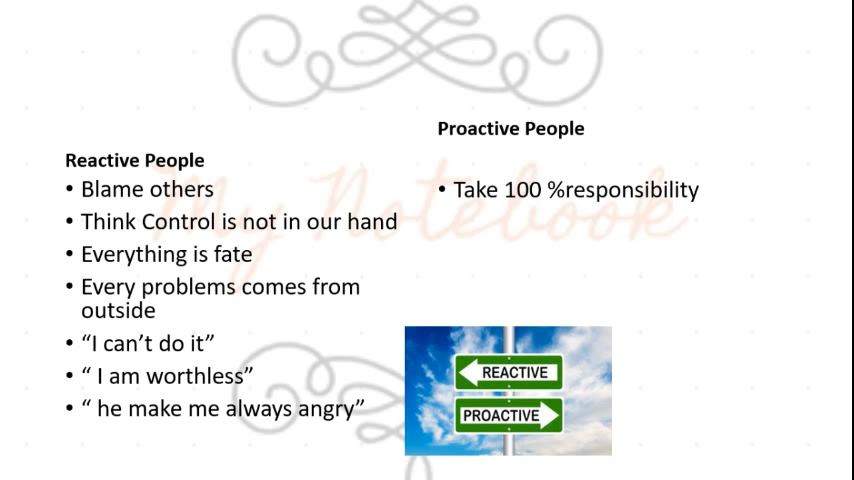 Proactive People
Reactive People
• Blame others
• Think Control is not in our hand
• Everything is fate
• Every problems comes from
outside
• “I can’t do it”
• “ I am worthless”
• “ he make me always angry”
• Take 100 %responsibility
My Notebook
REACTIVE
PROACTIVE